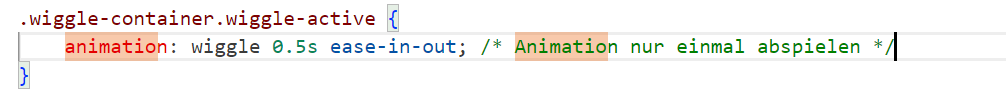 .wiggle-container.wiggle-active {
    animation: wiggle 0.5s ease-in-out; /* Animation nur einmal abspielen */
}